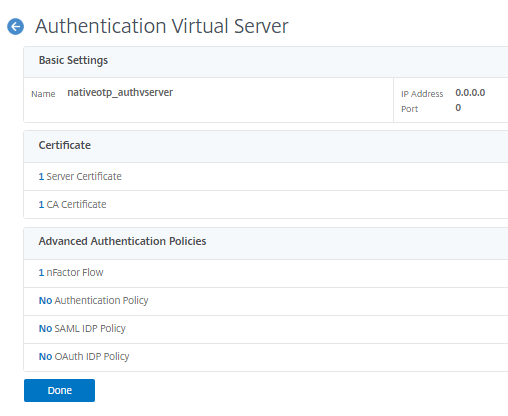 Authentication Virtual Server
Basic Settings
Name nativeotp_authvserver
IP Address 0.0.0.0
Port 0
Certificate
1 Server Certificate
1 CA Certificate
Advanced Authentication Policies
1 nFactor Flow
No Authentication Policy
No SAML IDP Policy
No OAuth IDP Policy
Done